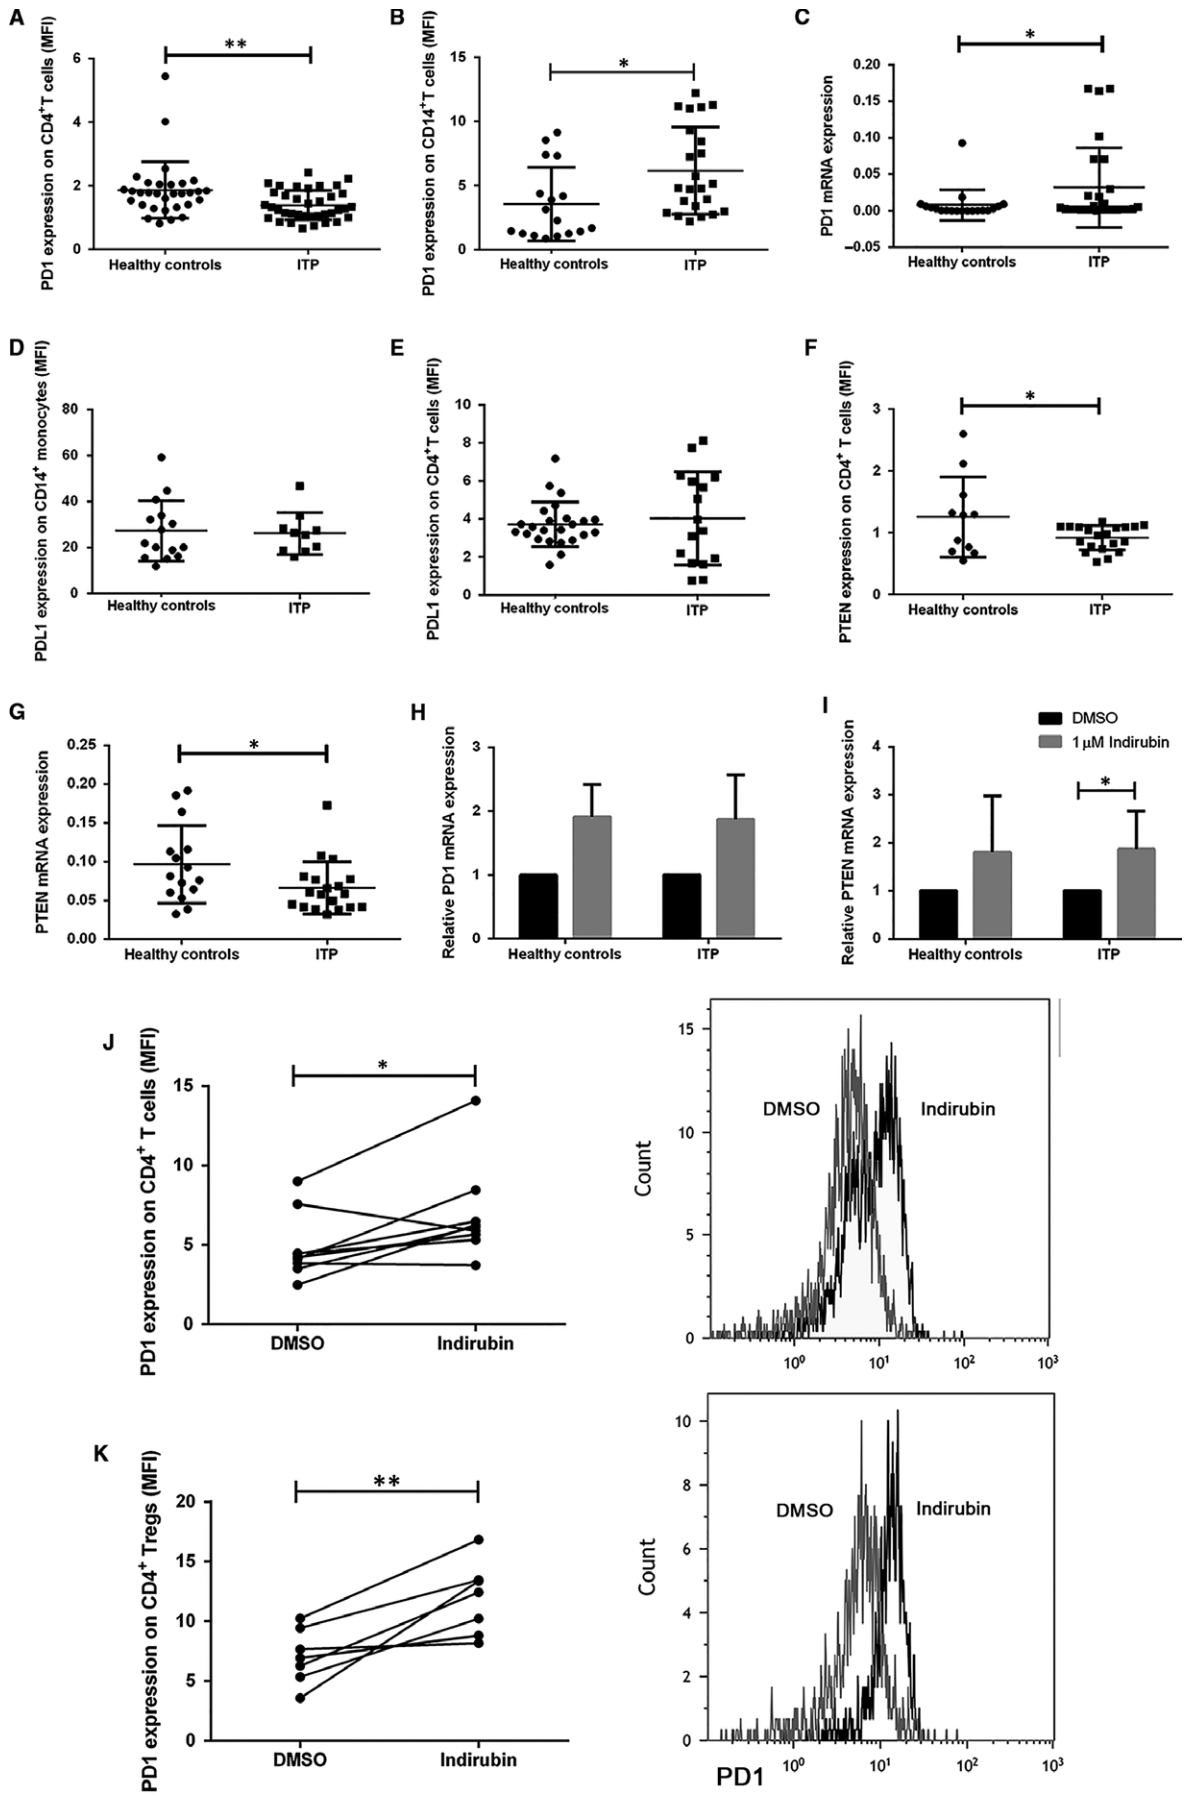 A
PD1 expression on CD4+T cells (MFI)
**
6
4
2
0
Healthy controls
ITP
B
PD1 expression on CD14+T cells (MFI)
*
15
10
5
0
Healthy controls
ITP
C
PD1 mRNA expression
*
0.20
0.15
0.10
0.05
0.00
–0.05
Healthy controls
ITP
D
PDL1 expression on CD14+ monocytes (MFI)
80
60
40
20
0
Healthy controls
ITP
E
PDL1 expression on CD4+T cells (MFI)
10
8
6
4
2
0
Healthy controls
ITP
F
PTEN expression on CD4+ T cells (MFI)
*
3
2
1
0
Healthy controls
ITP
G
PTEN mRNA expression
*
0.25
0.20
0.15
0.10
0.05
0.00
Healthy controls
ITP
H
Relative PD1 mRNA expression
3
2
1
0
Healthy controls
ITP
I
DMSO
1 μM Indirubin
Relative PTEN mRNA expression
*
4
3
2
1
0
Healthy controls
ITP
J
PD1 expression on CD4+ T cells (MFI)
*
15
10
5
0
DMSO
Indirubin
Count
15
10
5
0
DMSO
Indirubin
10⁰ 10¹ 10² 10³
K
PD1 expression on CD4+ Tregs (MFI)
**
20
15
10
5
0
DMSO
Indirubin
Count
10
8
6
4
2
0
DMSO
Indirubin
10⁰ 10¹ 10² 10³
PD1